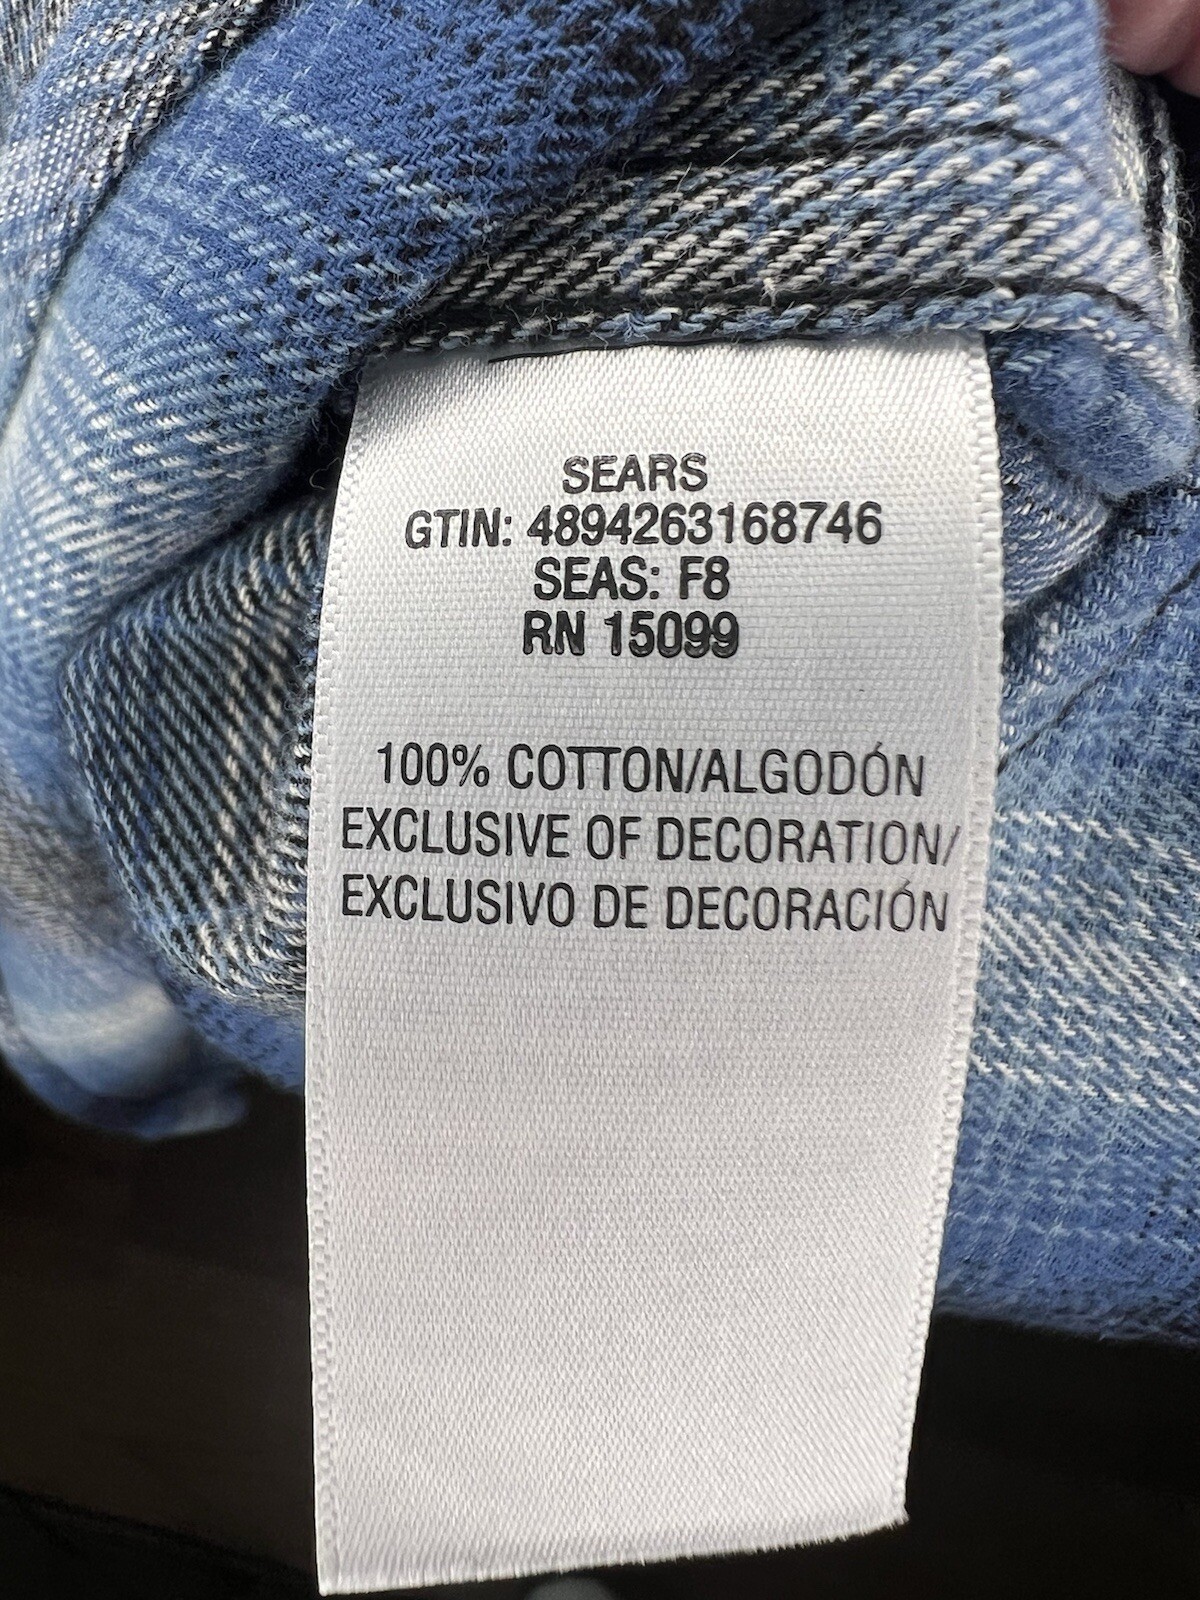 SEARS
GTIN: 4894263168746
SEAS: F8
RN 15099
100% COTTON/ALGODÓN
EXCLUSIVE OF DECORATION/
EXCLUSIVO DE DECORACIÓN